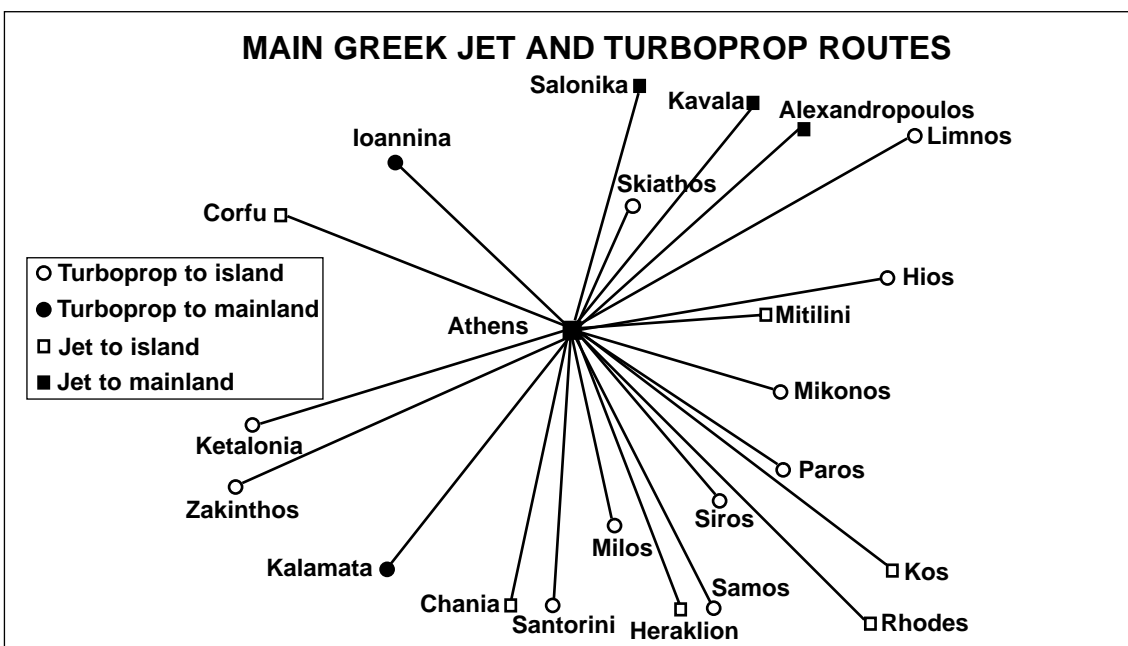 MAIN GREEK JET AND TURBOPROP ROUTES
Salonika
Kavala
Alexandropoulos
Limnos
Ioannina
Skiathos
Corfu
Turboprop to island
Turboprop to mainland
Jet to island
Jet to mainland
Hios
Mitilini
Athens
Mikonos
Ketalonia
Paros
Zakinthos
Siros
Milos
Kalamata
Kos
Chania
Santorini
Heraklion
Samos
Rhodes